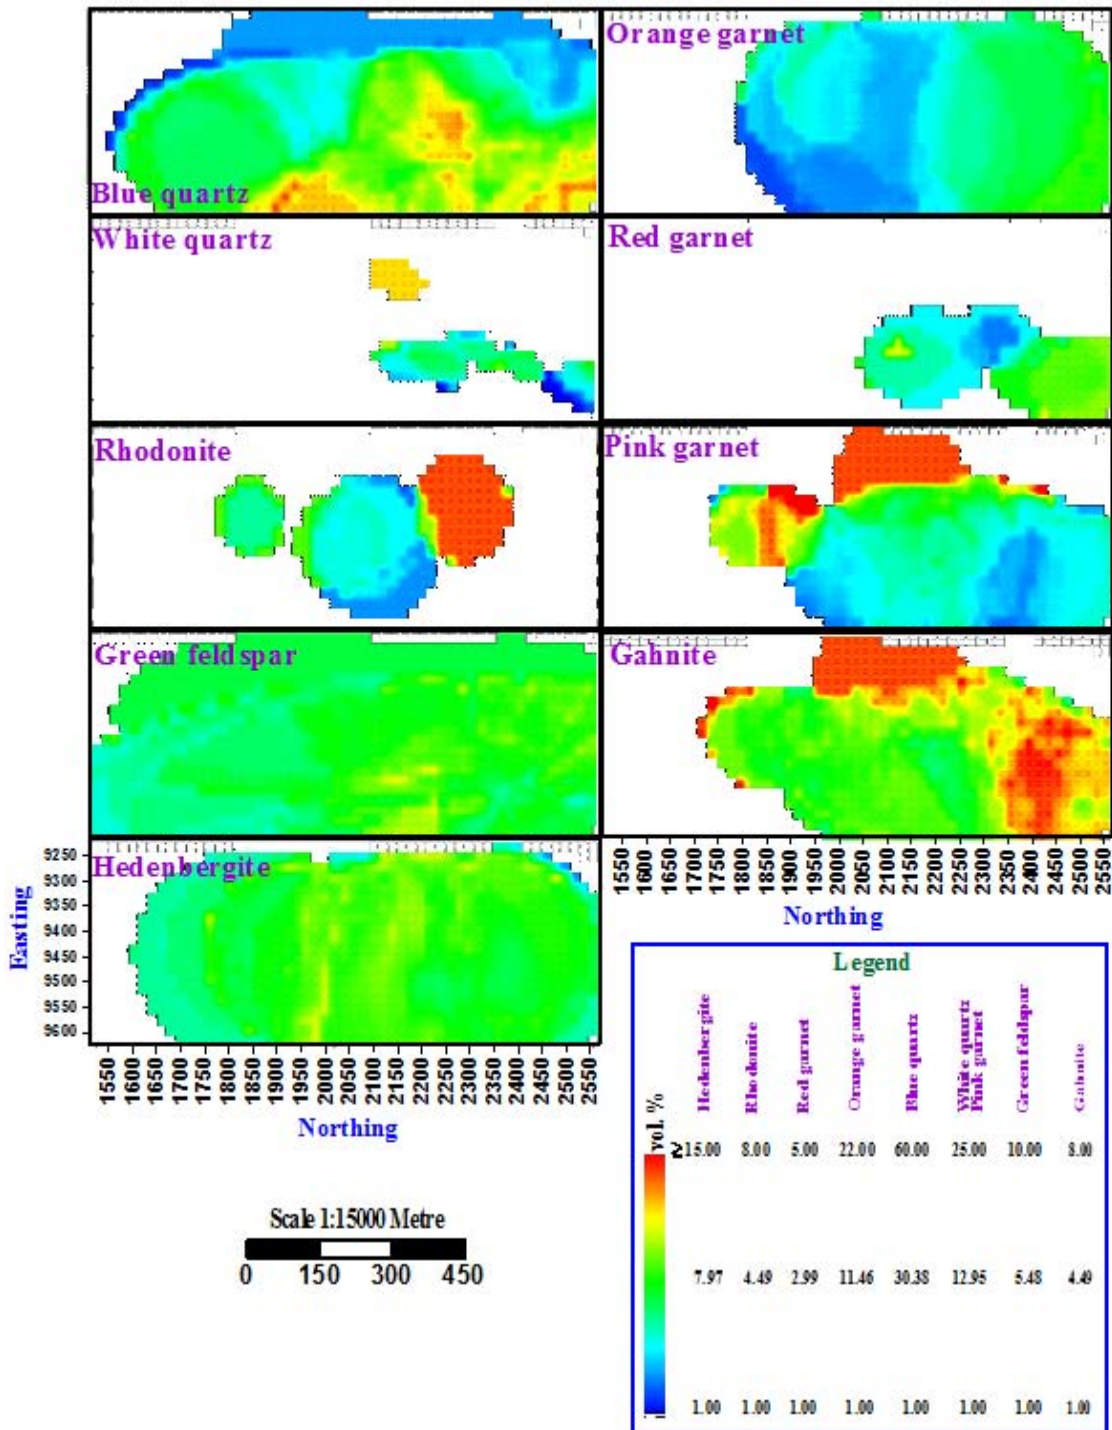 Orange garnet
Blue quartz
White quartz
Red garnet
Rhodonite
Pink garnet
Green feldspar
Gahnite
Hedenbergite
9250
9300
9350
9400
9450
9500
9550
9600
Easting
1550
1600
1650
1700
1750
1800
1850
1900
1950
2000
2050
2100
2150
2200
2250
2300
2350
2400
2450
2500
Northing
1550
1600
1650
1700
1750
1800
1850
1900
1950
2000
2050
2100
2150
2200
2250
2300
2350
2400
2450
2500
Northing
Scale 1:15000 Metre
0 150 300 450
Legend
vol. %
Hedenbergite
Rhodonite
Red garnet
Orange garnet
Blue quartz
White quartz
Pink garnet
Green feldspar
Gahnite
≥15.00 8.00 5.00 22.00 60.00 25.00 10.00 8.00
7.97 4.49 2.99 11.46 30.38 12.95 5.48 4.49
1.00 1.00 1.00 1.00 1.00 1.00 1.00 1.00